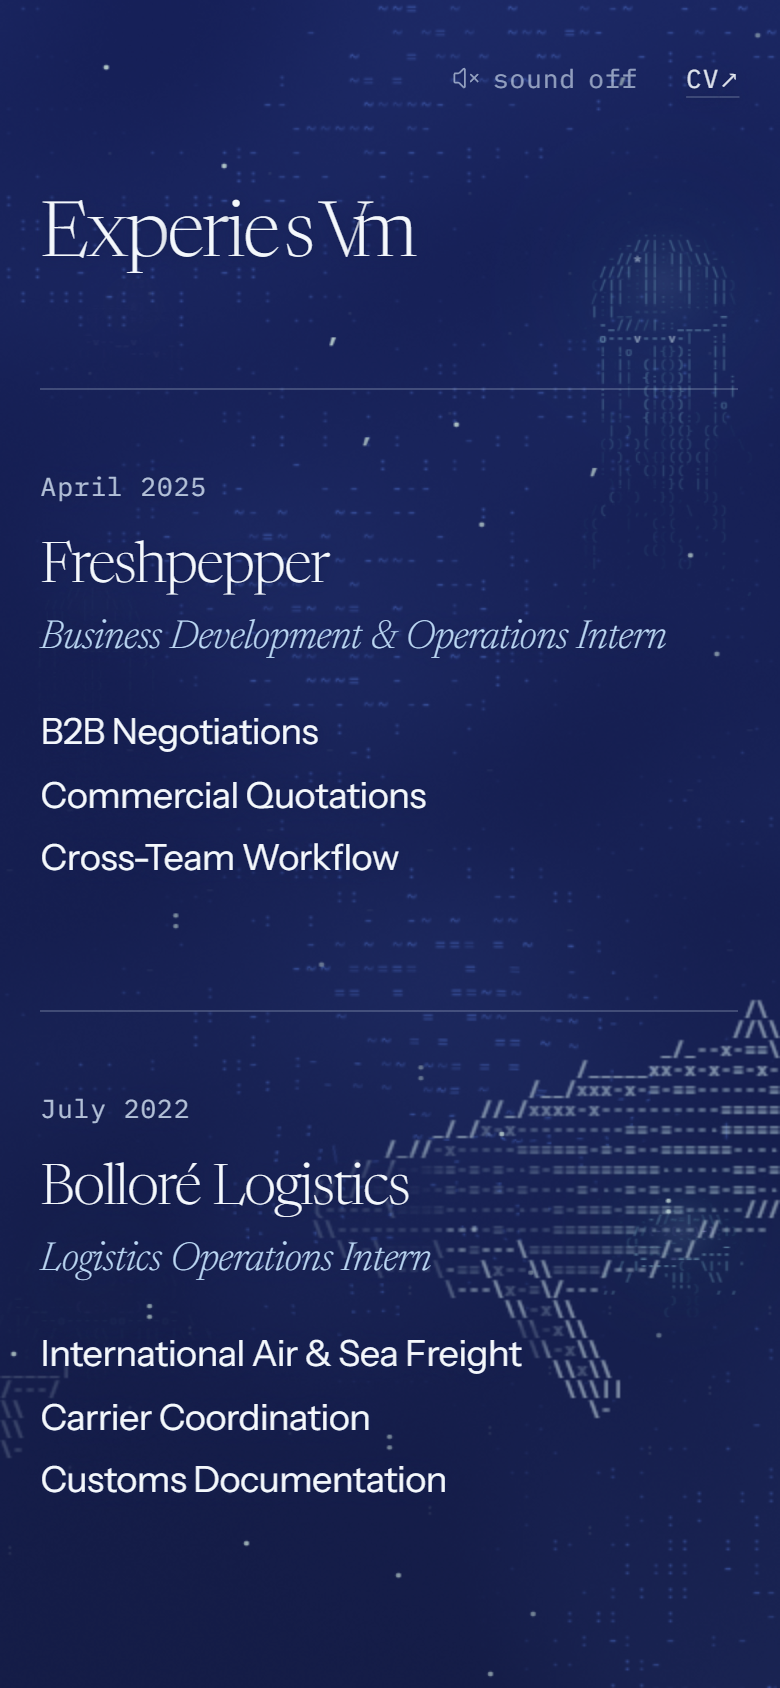 sound off CV↗
Experie s Vm
April 2025
Freshpepper
Business Development & Operations Intern
B2B Negotiations
Commercial Quotations
Cross-Team Workflow
July 2022
Bolloré Logistics
Logistics Operations Intern
International Air & Sea Freight
Carrier Coordination
Customs Documentation